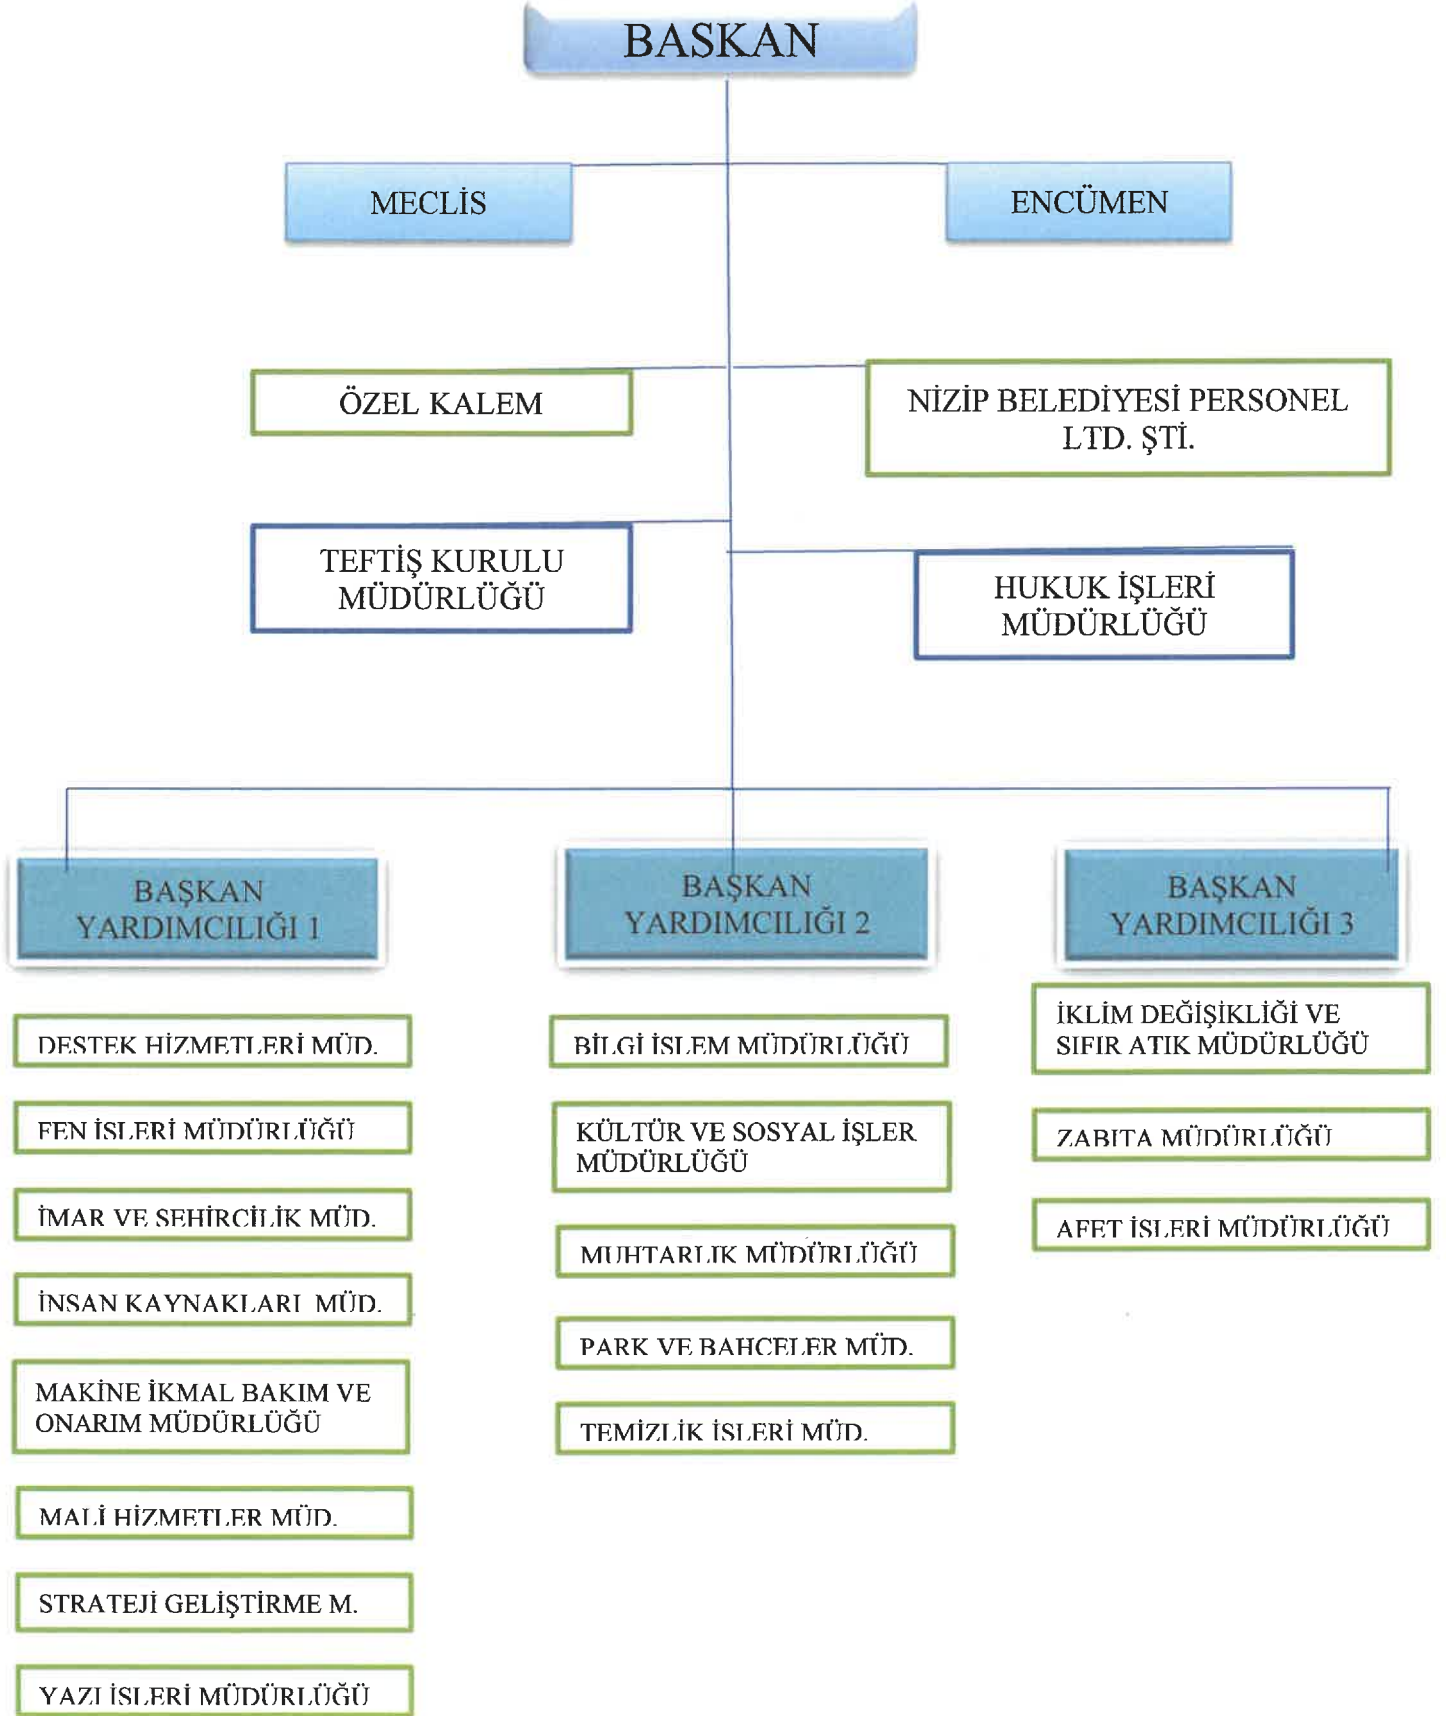 BAŞKAN
MECLİS
ENCÜMEN
ÖZEL KALEM
NİZİP BELEDİYESİ PERSONEL
LTD. ŞTİ.
TEFTİŞ KURULU
MÜDÜRLÜĞÜ
HUKUK İŞLERİ
MÜDÜRLÜĞÜ
BAŞKAN
YARDIMCILIĞI 1
DESTEK HİZMETLERİ MÜD.
FEN İŞLERİ MÜDÜRLÜĞÜ
İMAR VE ŞEHİRCİLİK MÜD.
İNSAN KAYNAKLARI MÜD.
MAKİNE İKMAL BAKIM VE
ONARIM MÜDÜRLÜĞÜ
MALİ HİZMETLER MÜD.
STRATEJİ GELİŞTİRME M.
YAZI İŞLERİ MÜDÜRLÜĞÜ
BAŞKAN
YARDIMCILIĞI 2
BİLGİ İŞLEM MÜDÜRLÜĞÜ
KÜLTÜR VE SOSYAL İŞLER
MÜDÜRLÜĞÜ
MUHTARLIK MÜDÜRLÜĞÜ
PARK VE BAHÇELER MÜD.
TEMİZLİK İŞLERİ MÜD.
BAŞKAN
YARDIMCILIĞI 3
İKLİM DEĞİŞİKLİĞİ VE
SIFIR ATIK MÜDÜRLÜĞÜ
ZABITA MÜDÜRLÜĞÜ
AFET İŞLERİ MÜDÜRLÜĞÜ